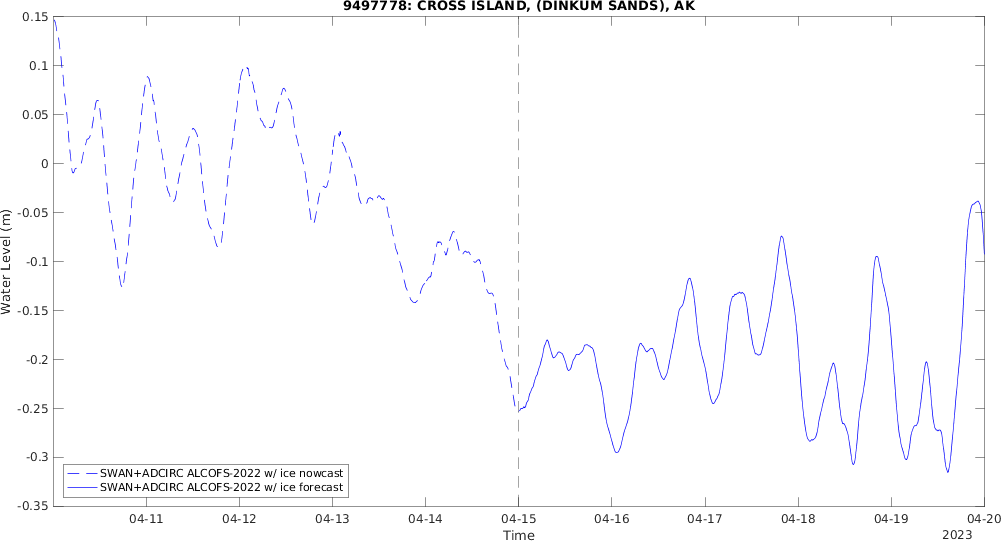 9497778: CROSS ISLAND, (DINKUM SANDS), AK
Water Level (m)
0.15
0.1
0.05
0
-0.05
-0.1
-0.15
-0.2
-0.25
-0.3
-0.35
SWAN+ADCIRC ALCOFS-2022 w/ ice nowcast
SWAN+ADCIRC ALCOFS-2022 w/ ice forecast
04-11 04-12 04-13 04-14 04-15 04-16 04-17 04-18 04-19 04-20
Time
2023